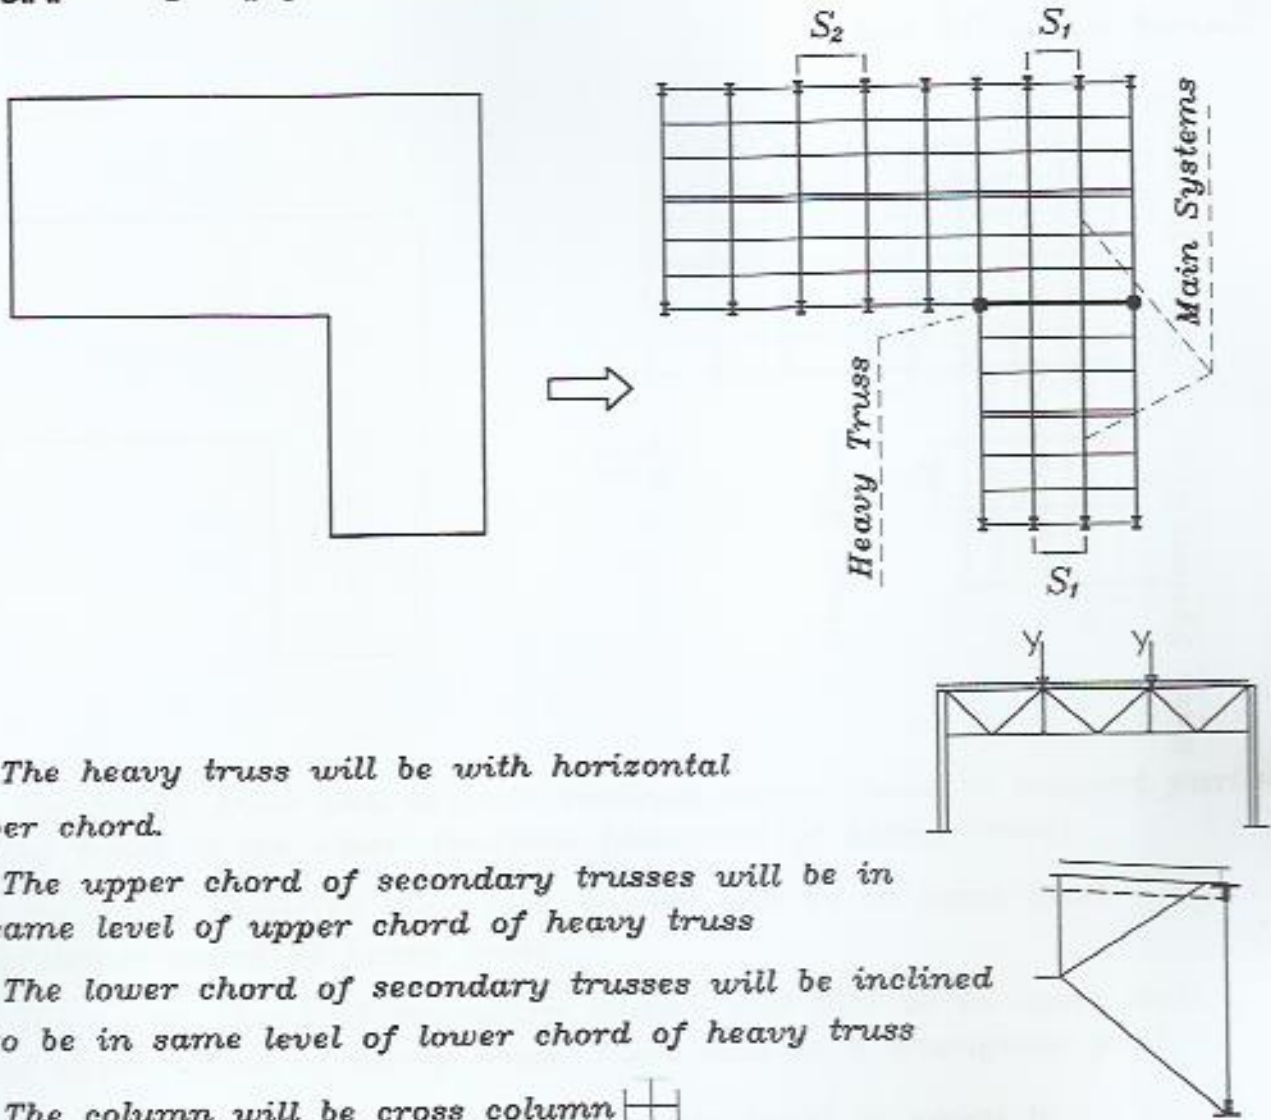 S₂
S₁
Main Systems
Heavy Truss
S₁
Y Y
The heavy truss will be with horizontal
er chord.
The upper chord of secondary trusses will be in
ame level of upper chord of heavy truss
The lower chord of secondary trusses will be inclined
o be in same level of lower chord of heavy truss
The column will be cross column